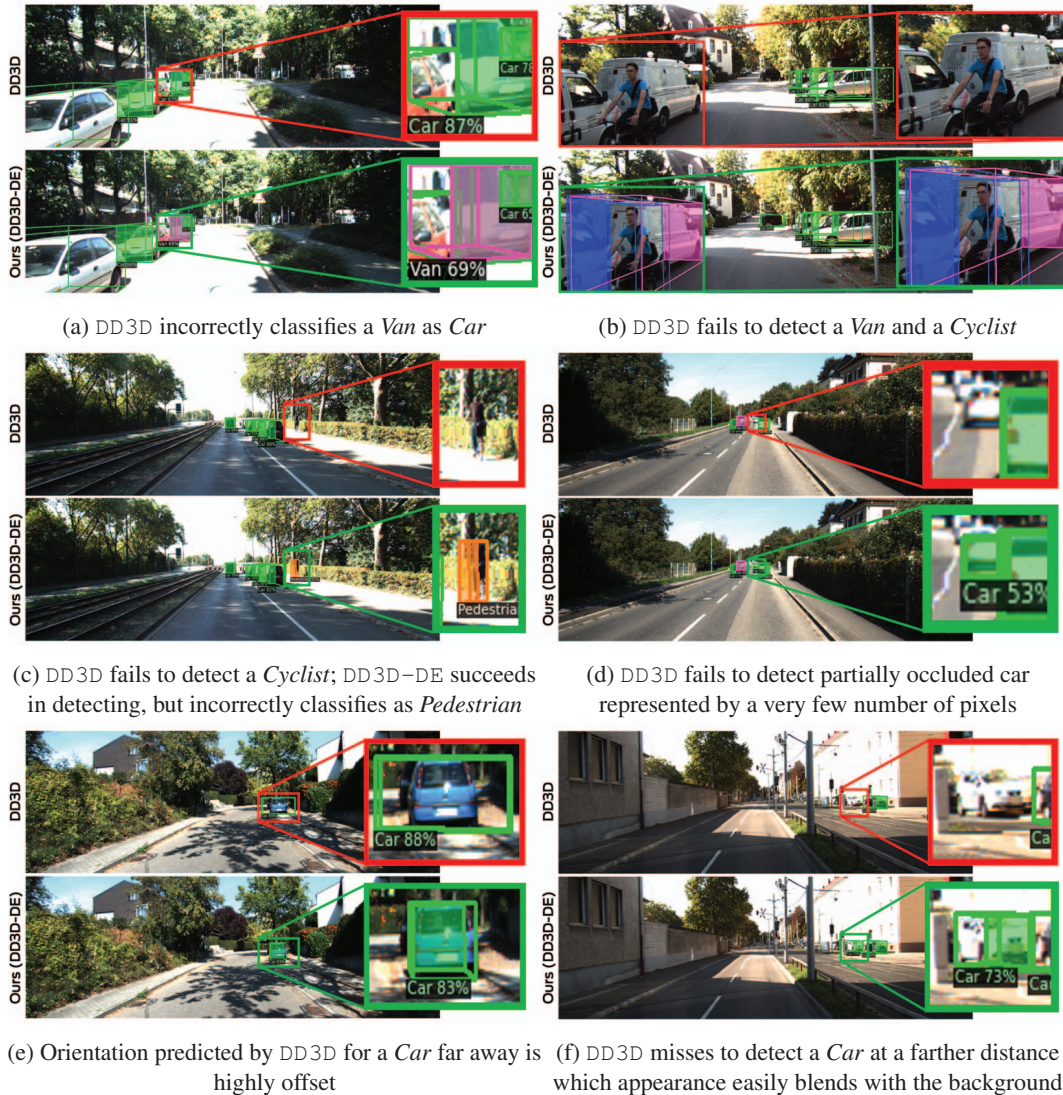 DD3D
Car 87%
Car 78
Ours (DD3D-DE)
Van 69%
Van 69%
Car 65
(a) DD3D incorrectly classifies a Van as Car
DD3D
Ours (DD3D-DE)
(b) DD3D fails to detect a Van and a Cyclist
DD3D
Ours (DD3D-DE)
Pedestria
(c) DD3D fails to detect a Cyclist; DD3D-DE succeeds
in detecting, but incorrectly classifies as Pedestrian
DD3D
Ours (DD3D-DE)
Car 53%
(d) DD3D fails to detect partially occluded car
represented by a very few number of pixels
DD3D
Car 88%
Ours (DD3D-DE)
Car 83%
(e) Orientation predicted by DD3D for a Car far away is
highly offset
DD3D
Ca
Ours (DD3D-DE)
Car 73%
Ca
(f) DD3D misses to detect a Car at a farther distance
which appearance easily blends with the background